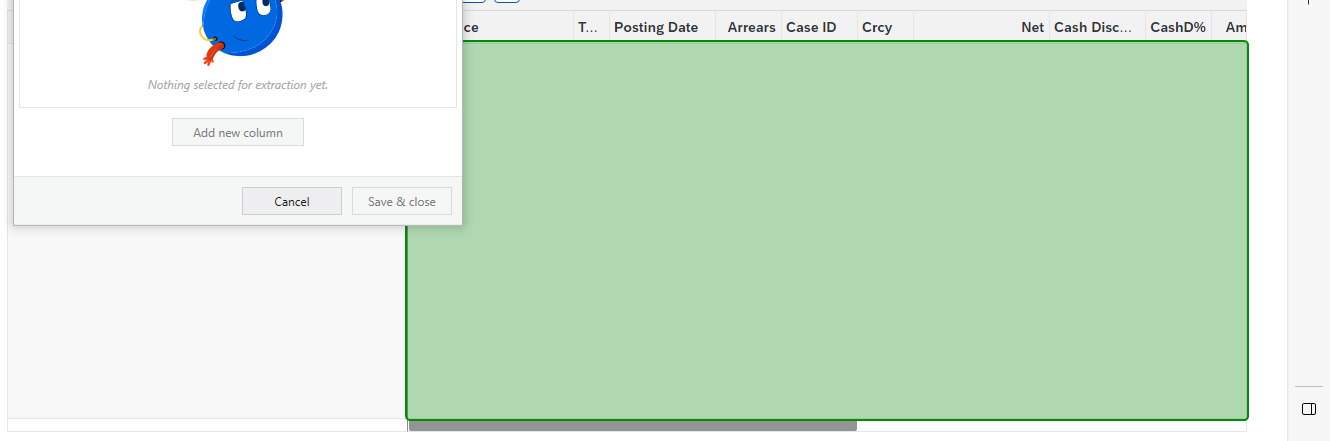 ce T... Posting Date Arrears Case ID Crcy Net Cash Disc... CashD% Am
Nothing selected for extraction yet.
Add new column
Cancel Save & close